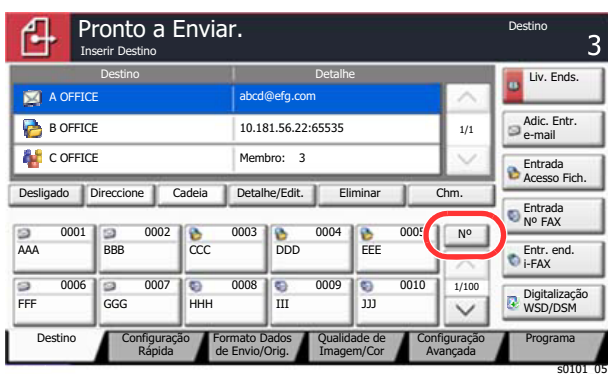 Pronto a Enviar.
Inserir Destino
Destino
3
Destino Detalhe
A OFFICE abcd@efg.com
B OFFICE 10.181.56.22:65535 1/1
C OFFICE Membro: 3
Desligado Direccione Cadeia Detalhe/Edit. Eliminar Chm.
0001 0002 0003 0004 0005 Nº
AAA BBB CCC DDD EEE
0006 0007 0008 0009 0010 1/100
FFF GGG HHH III JJJ
Liv. Ends.
Adic. Entr.
e-mail
Entrada
Acesso Fich.
Entrada
Nº FAX
Entr. end.
i-FAX
Digitalização
WSD/DSM
Destino Configuração Formato Dados Qualidade de Configuração Programa
Rápida de Envio/Orig. Imagem/Cor Avançada
s0101_05